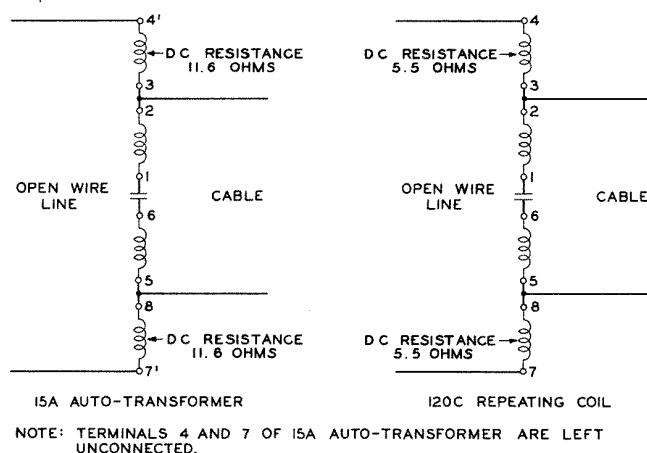 4'
DC RESISTANCE
11.6 OHMS
3
2
1
OPEN WIRE
LINE
CABLE
6
5
8
DC RESISTANCE
11.6 OHMS
7'
15A AUTO-TRANSFORMER
4
DC RESISTANCE
5.5 OHMS
3
2
1
OPEN WIRE
LINE
CABLE
6
5
8
DC RESISTANCE
5.5 OHMS
7
120C REPEATING COIL
NOTE: TERMINALS 4 AND 7 OF 15A AUTO-TRANSFORMER ARE LEFT
UNCONNECTED.